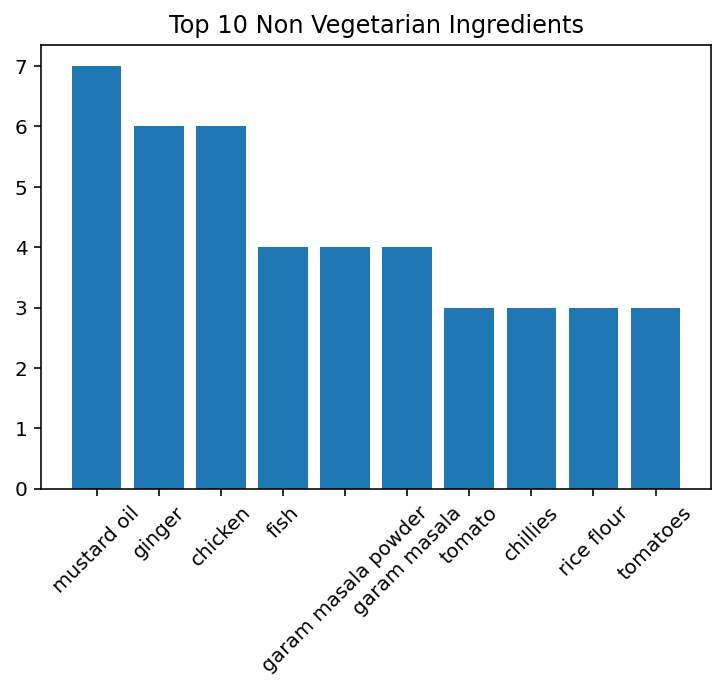 Top 10 Non Vegetarian Ingredients
7
6
5
4
3
2
1
0
mustard oil
ginger
chicken
fish
garam masala powder
garam masala
tomato
chillies
rice flour
tomatoes